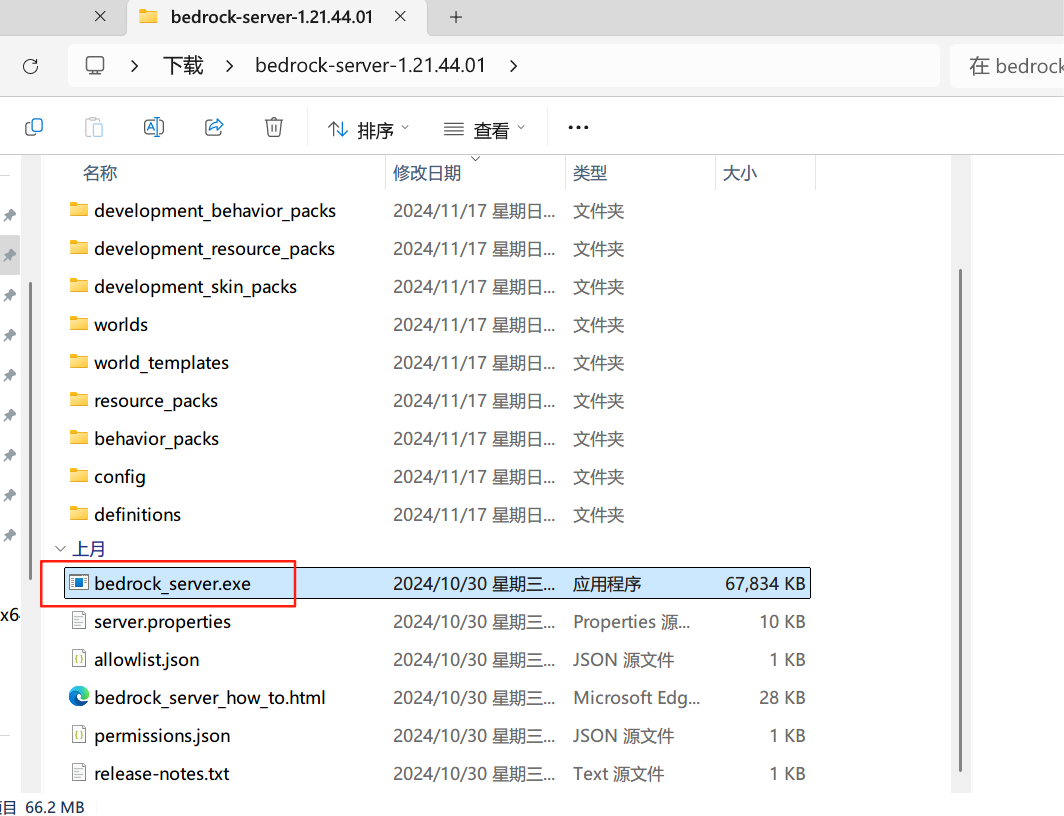 bedrock-server-1.21.44.01
下载 bedrock-server-1.21.44.01 在 bedrock
排序 查看
名称 修改日期 类型 大小
development_behavior_packs 2024/11/17 星期日... 文件夹
development_resource_packs 2024/11/17 星期日... 文件夹
development_skin_packs 2024/11/17 星期日... 文件夹
worlds 2024/11/17 星期日... 文件夹
world_templates 2024/11/17 星期日... 文件夹
resource_packs 2024/11/17 星期日... 文件夹
behavior_packs 2024/11/17 星期日... 文件夹
config 2024/11/17 星期日... 文件夹
definitions 2024/11/17 星期日... 文件夹
上月
bedrock_server.exe 2024/10/30 星期三... 应用程序 67,834 KB
x64 server.properties 2024/10/30 星期三... Properties 源... 10 KB
allowlist.json 2024/10/30 星期三... JSON 源文件 1 KB
bedrock_server_how_to.html 2024/10/30 星期三... Microsoft Edg... 28 KB
permissions.json 2024/10/30 星期三... JSON 源文件 1 KB
release-notes.txt 2024/10/30 星期三... Text 源文件 1 KB
项目 66.2 MB